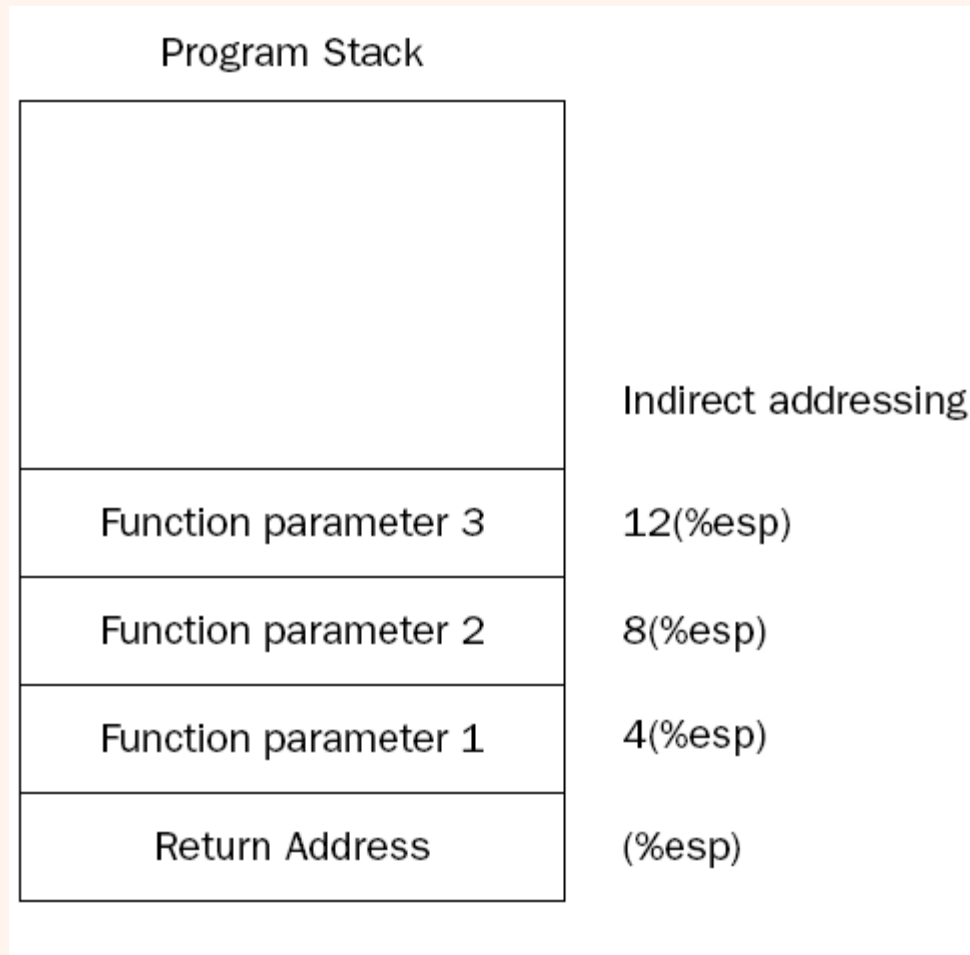 Program Stack
Indirect addressing
Function parameter 3 12(%esp)
Function parameter 2 8(%esp)
Function parameter 1 4(%esp)
Return Address (%esp)